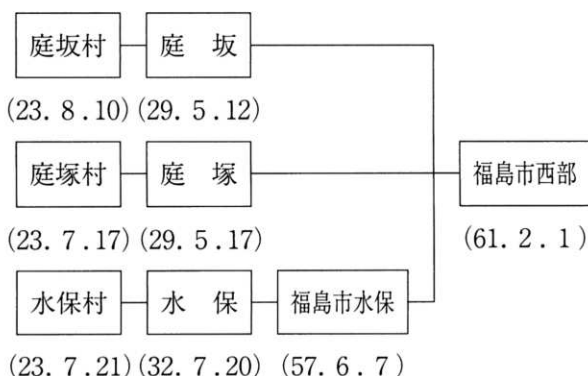 庭坂村 庭 坂
(23. 8 .10) (29. 5 .12)
庭塚村 庭 塚 福島市西部
(23. 7 .17) (29. 5 .17) (61. 2 . 1)
水保村 水 保 福島市水保
(23. 7 .21) (32. 7 .20) (57. 6 . 7)